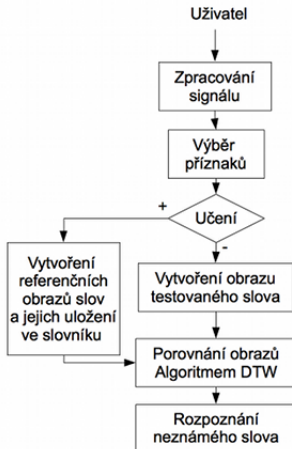 Uživatel
Zpracování
signálu
Výběr
příznaků
+
Učení
-
Vytvoření
referenčních
obrazů slov
a jejich uložení
ve slovníku
Vytvoření obrazu
testovaného slova
Porovnání obrazů
Algoritmem DTW
Rozpoznání
neznámého slova